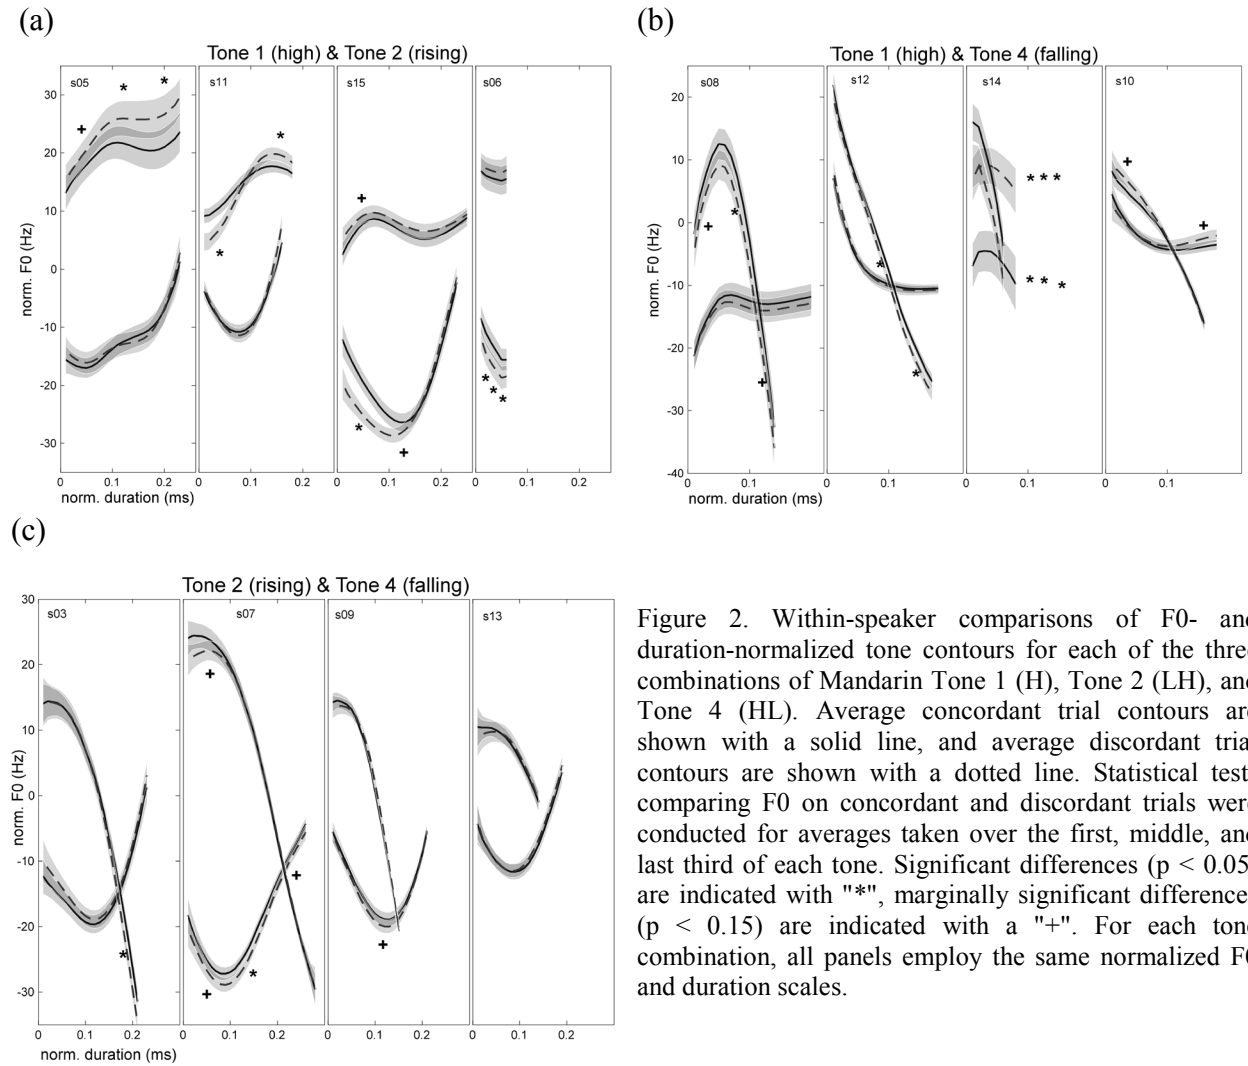 (a)
Tone 1 (high) & Tone 2 (rising)
s05
s11
s15
s06
30
20
10
0
-10
-20
-30
norm. F0 (Hz)
+
*
*
*
*
+
*
+
*
*
*
0
0.1
0.2
0
0.1
0.2
0
0.1
0.2
0
0.1
0.2
norm. duration (ms)
(b)
Tone 1 (high) & Tone 4 (falling)
s08
s12
s14
s10
20
10
0
-10
-20
-30
-40
norm. F0 (Hz)
+
*
+
*
*
* * *
* * *
+
+
0
0.1
0
0.1
0
0.1
0
0.1
norm. duration (ms)
(c)
Tone 2 (rising) & Tone 4 (falling)
s03
s07
s09
s13
30
20
10
0
-10
-20
-30
norm. F0 (Hz)
*
+
+
*
+
+
0
0.1
0.2
0
0.1
0.2
0
0.1
0.2
0
0.1
0.2
norm. duration (ms)
Figure 2. Within-speaker comparisons of F0- and
duration-normalized tone contours for each of the three
combinations of Mandarin Tone 1 (H), Tone 2 (LH), and
Tone 4 (HL). Average concordant trial contours are
shown with a solid line, and average discordant trial
contours are shown with a dotted line. Statistical test
comparing F0 on concordant and discordant trials were
conducted for averages taken over the first, middle, and
last third of each tone. Significant differences (p < 0.05)
are indicated with "*", marginally significant difference
(p < 0.15) are indicated with a "+". For each tone
combination, all panels employ the same normalized F0
and duration scales.